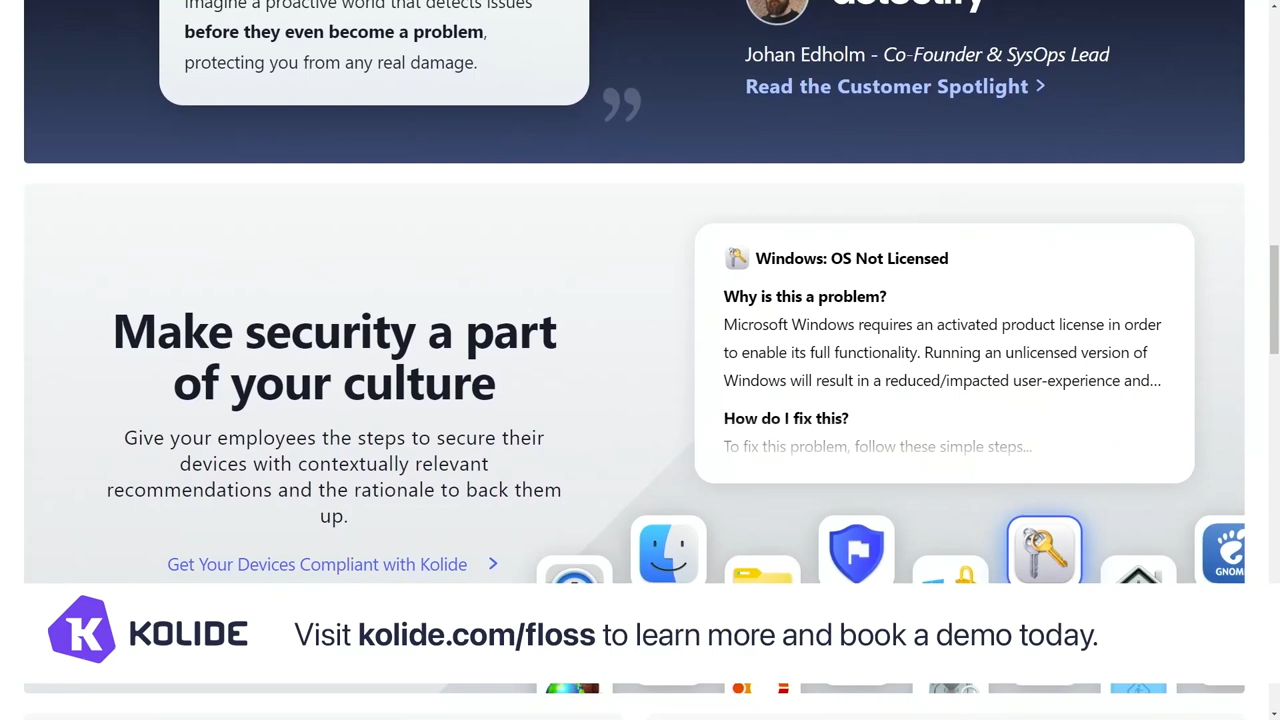 Imagine a proactive world that detects issues
before they even become a problem,
protecting you from any real damage.
”
detectify
Johan Edholm - Co-Founder & SysOps Lead
Read the Customer Spotlight >
Make security a part
of your culture
Give your employees the steps to secure their
devices with contextually relevant
recommendations and the rationale to back them
up.
Get Your Devices Compliant with Kolide >
Windows: OS Not Licensed
Why is this a problem?
Microsoft Windows requires an activated product license in order
to enable its full functionality. Running an unlicensed version of
Windows will result in a reduced/impacted user-experience and...
How do I fix this?
To fix this problem, follow these simple steps...
GNOM
K KOLIDE
Visit kolide.com/floss to learn more and book a demo today.